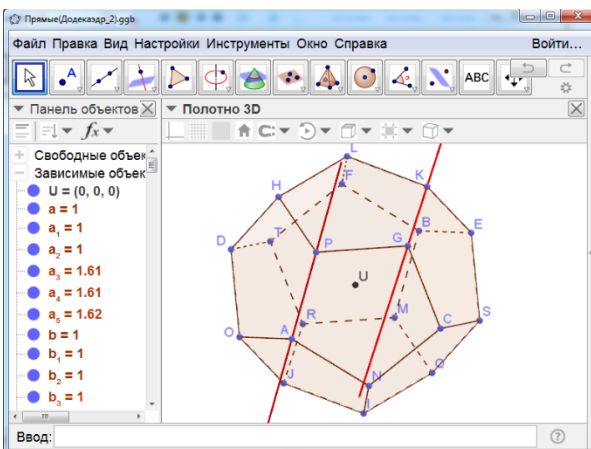 Прямые(Додекаэдр_2).ggb
Файл Правка Вид Настройки Инструменты Окно Справка Войти...
A ABC
Панель объектов
Полотно 3D
fx
Свободные объек
Зависимые объек
U = (0, 0, 0)
a = 1
a₁ = 1
a₂ = 1
a₃ = 1.61
a₄ = 1.61
a₅ = 1.62
b = 1
b₁ = 1
b₂ = 1
b₃ = 1
L
F
K
H
B
E
T
D
P
G
U
R
M
S
C
O
A
J
N
Q
I
Ввод: